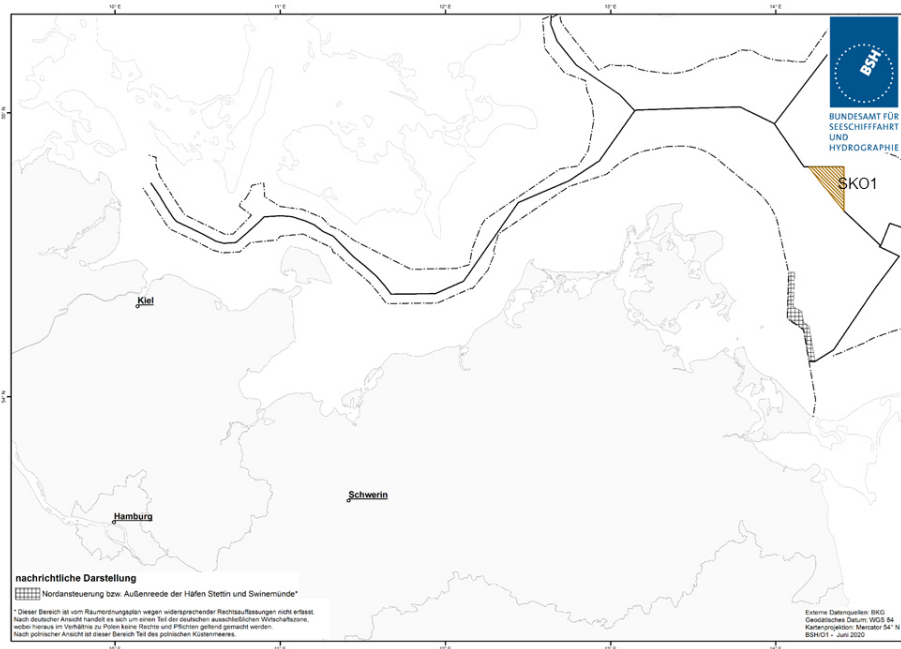 10° E
11° E
12° E
13° E
14° E
BSH
BUNDESAMT FÜR
SEESCHIFFFAHRT
UND
HYDROGRAPHIE
SKO1
Kiel
54° N
Schwerin
Hamburg
nachrichtliche Darstellung
Nordansteuerung bzw. Außenreede der Häfen Stettin und Swinemünde*
* Dieser Bereich ist vom Raumordnungsplan wegen widersprechender Rechtsauffassungen nicht erfasst.
Nach deutscher Ansicht handelt es sich um einen Teil der deutschen ausschließlichen Wirtschaftszone,
wobei hieraus im Verhältnis zu Polen keine Rechte und Pflichten geltend gemacht werden.
Nach polnischer Ansicht ist dieser Bereich Teil des polnischen Küstenmeeres.
Externe Datenquellen: BKG
Geodätisches Datum: WGS 84
Kartenprojektion: Mercator 54° N
BSH/O1 - Juni 2020